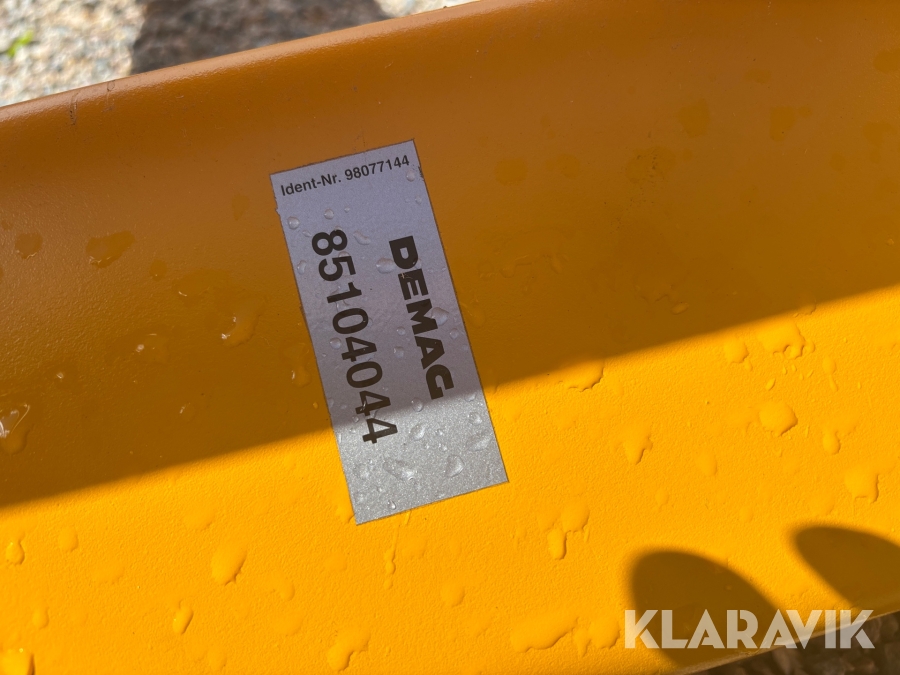 Ident-Nr. 98077144
DEMAG
85104044
KLARAVIK